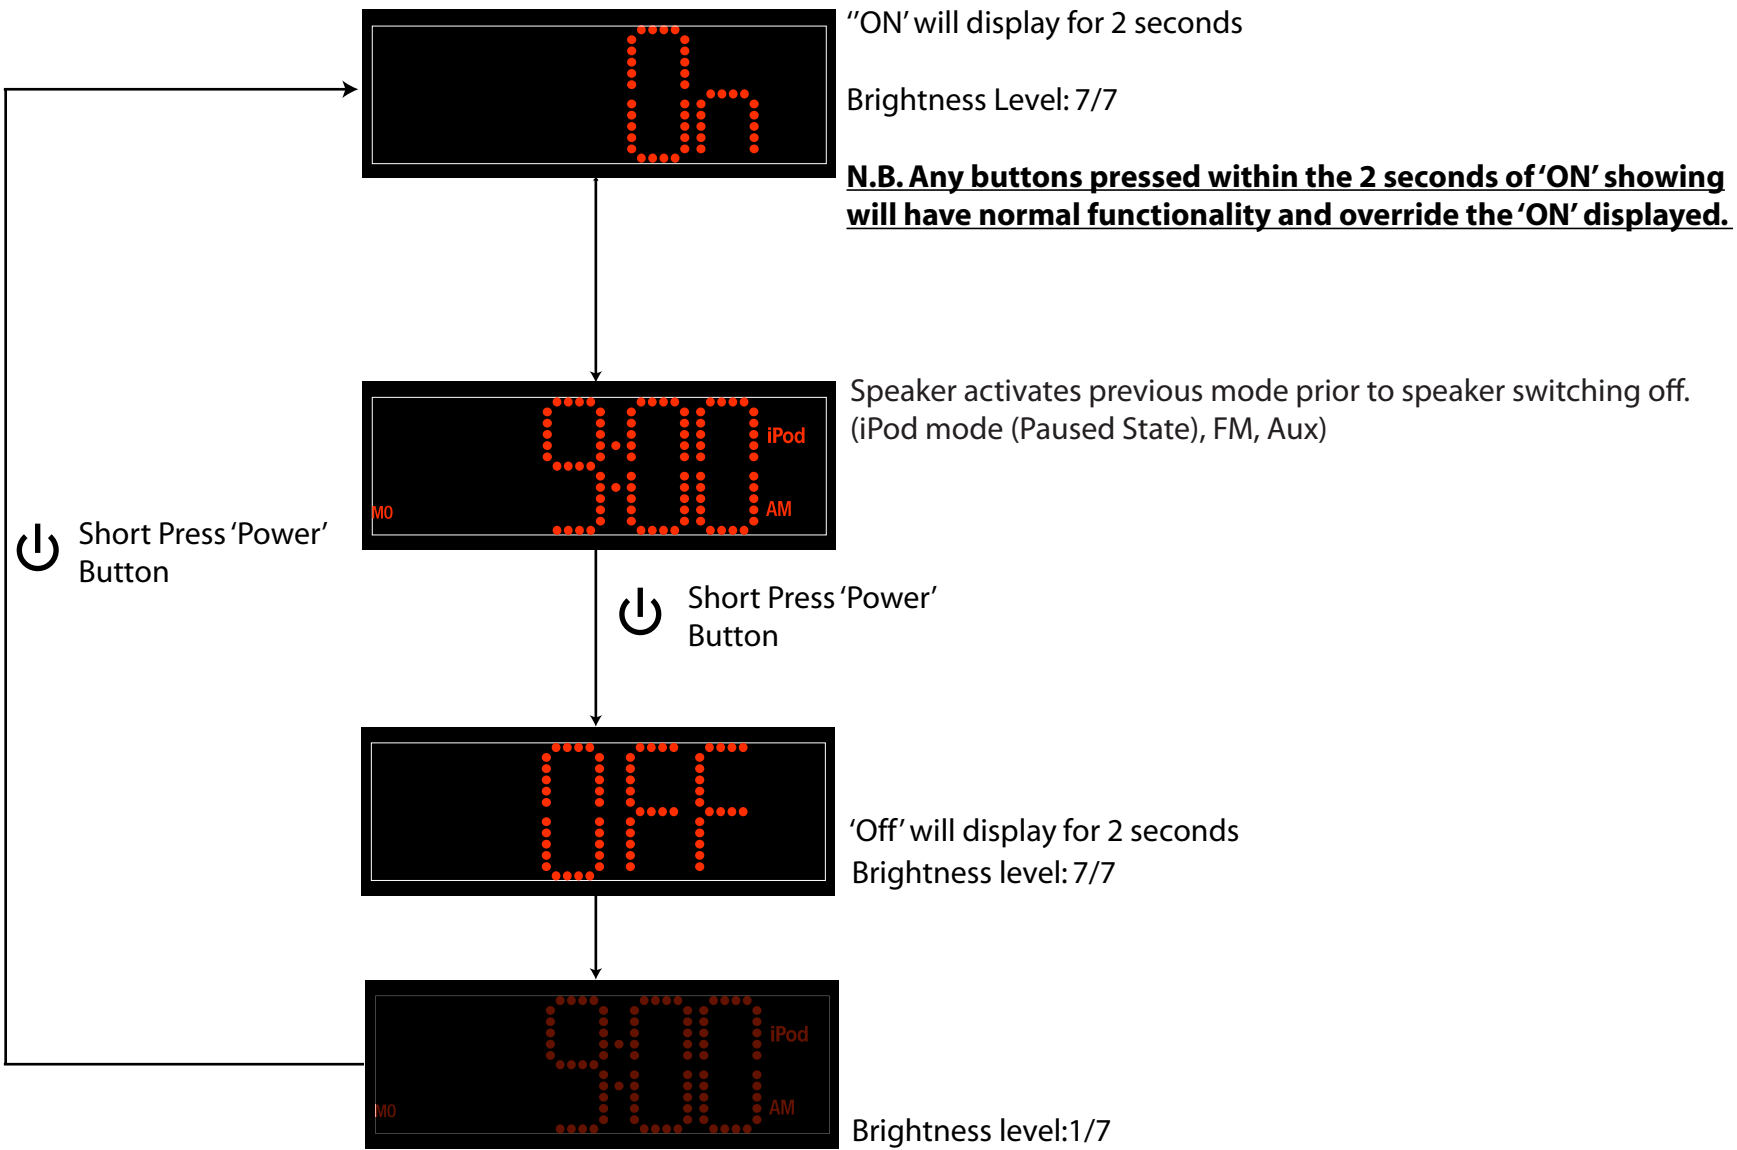 On
‘’ON’ will display for 2 seconds
Brightness Level: 7/7
N.B. Any buttons pressed within the 2 seconds of ‘ON’ showing
will have normal functionality and override the ‘ON’ displayed.
9:00
iPod
MO
AM
Speaker activates previous mode prior to speaker switching off.
(iPod mode (Paused State), FM, Aux)
Short Press ‘Power’
Button
Short Press ‘Power’
Button
OFF
‘Off’ will display for 2 seconds
Brightness level: 7/7
9:00
iPod
MO
AM
Brightness level:1/7